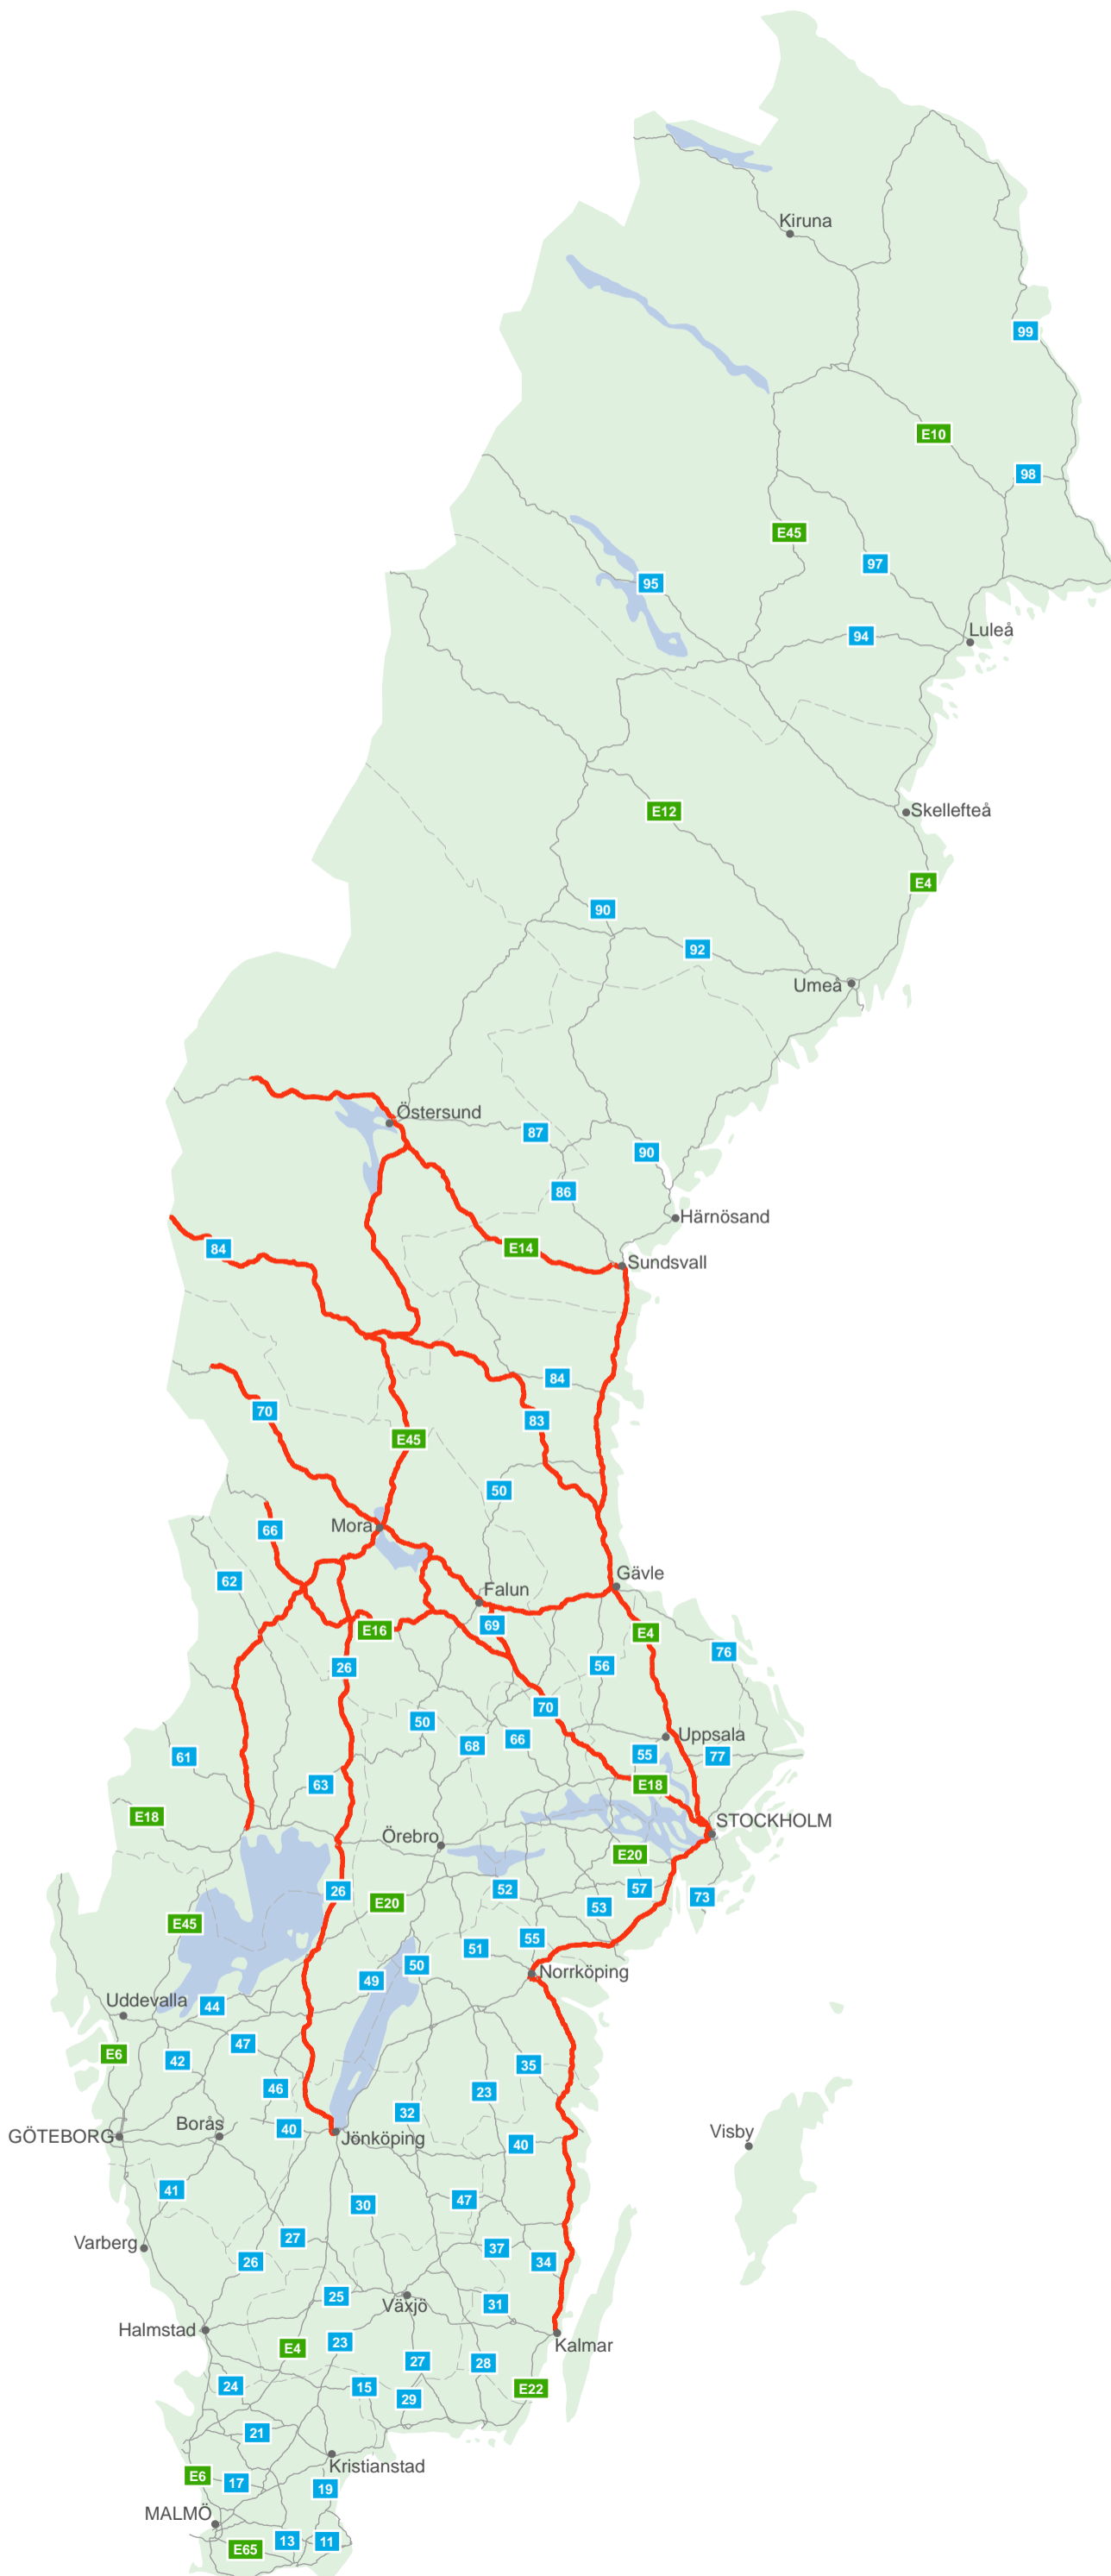 Kiruna
99
E10
98
E45
97
95
Luleå
94
E12
Skellefteå
E4
90
92
Umeå
Östersund
87
90
86
Härnösand
84
E14
Sundsvall
84
70
83
E45
50
Mora
66
62
Gävle
Falun
69
E16
E4
76
56
26
70
50
Uppsala
66
68
55
77
61
63
E18
E18
STOCKHOLM
Örebro
E20
57
52
26
73
E20
53
E45
55
51
50
Norrköping
49
44
Uddevalla
47
E6
42
35
46
23
32
Borås
40
GÖTEBORG
Jönköping
Visby
40
41
47
30
27
Varberg
37
26
34
25
Växjö
31
Halmstad
23
Kalmar
E4
27
28
24
15
E22
29
21
Kristianstad
E6
17
19
MALMÖ
13
11
E65